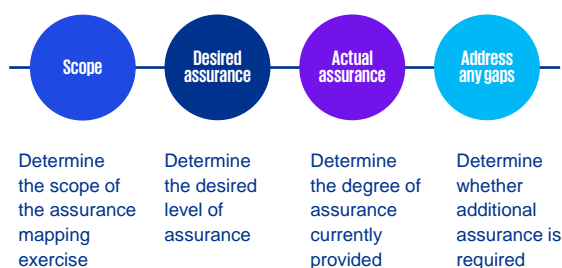 Scope
Desired
assurance
Actual
assurance
Address
any gaps
Determine
the scope of
the assurance
mapping
exercise
Determine
the desired
level of
assurance
Determine
the degree of
assurance
currently
provided
Determine
whether
additional
assurance is
required